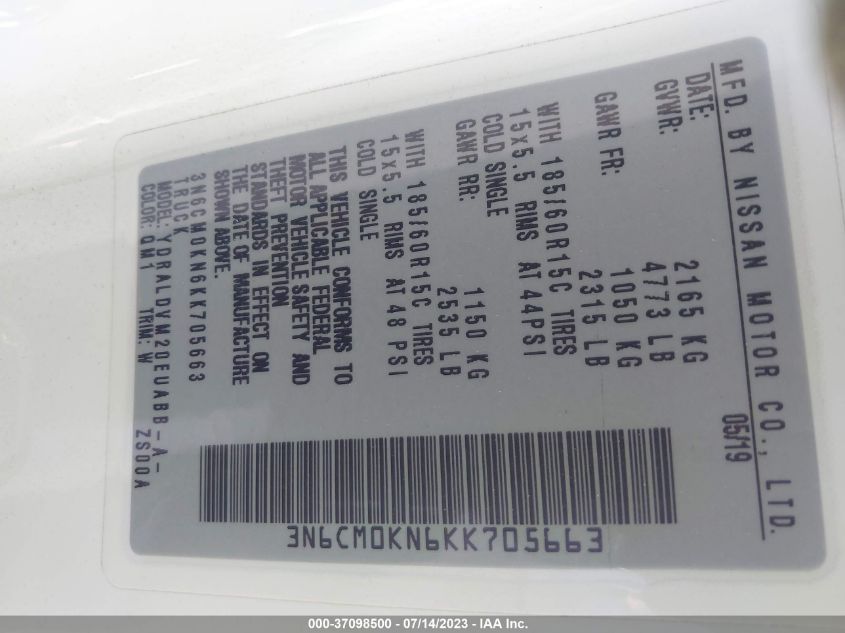 MFD. BY NISSAN MOTOR CO., LTD.
DATE: 05/19
GVWR: 2165 KG
4773 LB
GAWR FR: 1050 KG
2315 LB
WITH 185/60R15C TIRES
15x5.5 RIMS AT 44PSI
COLD SINGLE
GAWR RR: 1150 KG
2535 LB
WITH 185/60R15C TIRES
15x5.5 RIMS AT 48 PSI
COLD SINGLE
THIS VEHICLE CONFORMS TO
ALL APPLICABLE FEDERAL
MOTOR VEHICLE SAFETY AND
THEFT PREVENTION
STANDARDS IN EFFECT ON
THE DATE OF MANUFACTURE
SHOWN ABOVE.
3N6CM0KN6KK705663
TRUCK
MODEL: YDRALDVM20EUABB-A-
ZS00A
COLOR: QM1 TRIM: W
3N6CM0KN6KK705663
000-37098500 - 07/14/2023 - IAA Inc.